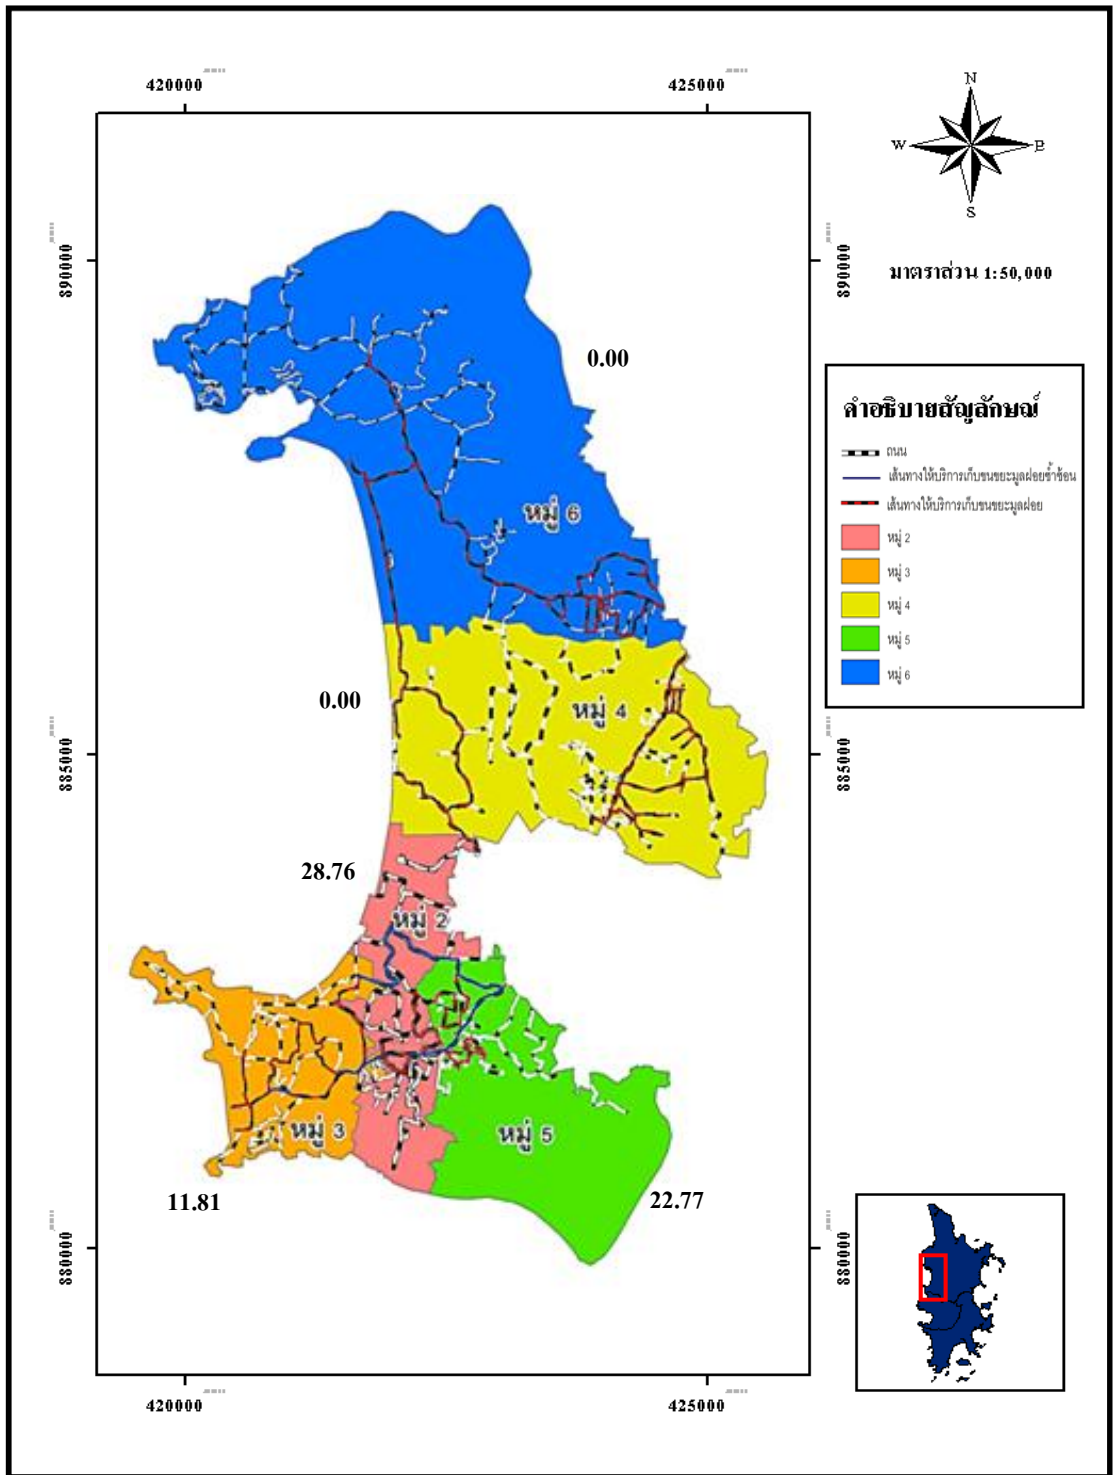 420000
425000
N
W
E
S
890000
890000
มาตราส่วน 1:50,000
0.00
คำอธิบายสัญลักษณ์
ถนน
เส้นทางให้บริการเก็บขนขยะมูลฝอยซ้ำซ้อน
เส้นทางให้บริการเก็บขนขยะมูลฝอย
หมู่ 2
หมู่ 3
หมู่ 4
หมู่ 5
หมู่ 6
หมู่ 6
0.00
หมู่ 4
885000
885000
28.76
หมู่ 2
หมู่ 3
หมู่ 5
11.81
22.77
880000
880000
420000
425000